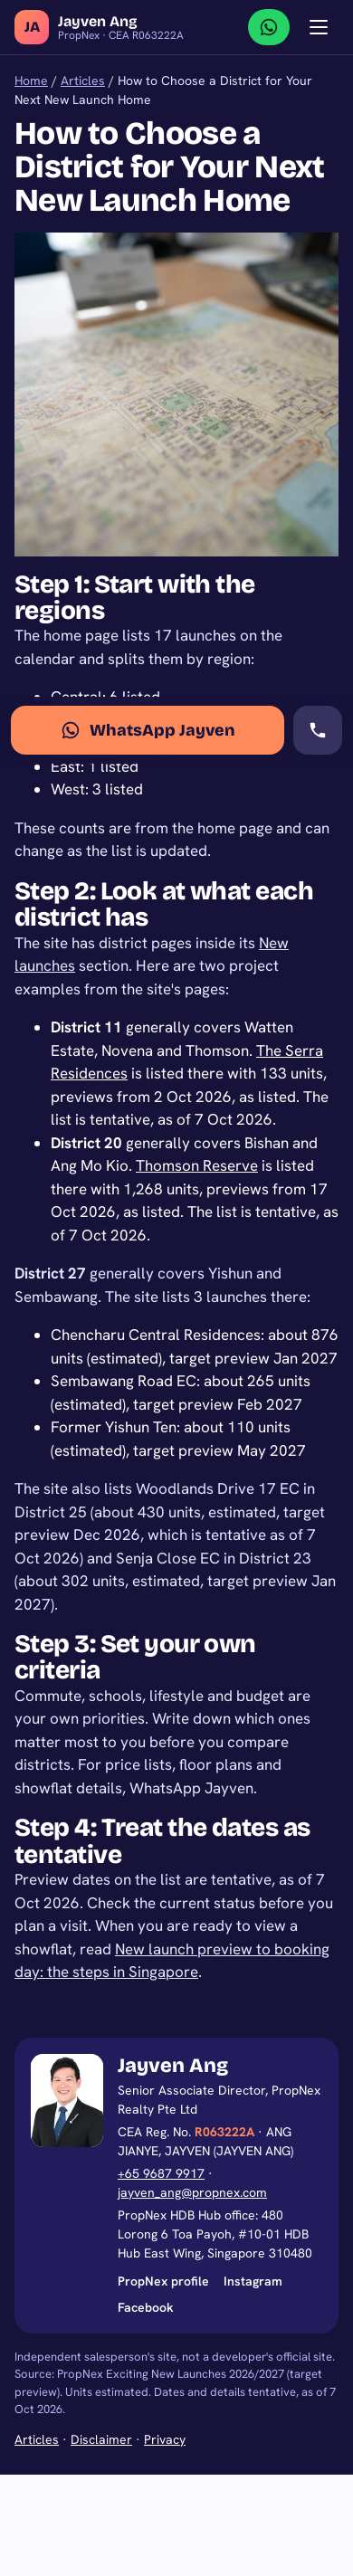 JA
Jayven Ang
PropNex · CEA R063222A
Home / Articles / How to Choose a District for Your
Next New Launch Home
How to Choose a
District for Your Next
New Launch Home
Step 1: Start with the
regions
The home page lists 17 launches on the
calendar and splits them by region:
Central: 6 listed
WhatsApp Jayven
East: 1 listed
West: 3 listed
These counts are from the home page and can
change as the list is updated.
Step 2: Look at what each
district has
The site has district pages inside its New
launches section. Here are two project
examples from the site's pages:
District 11 generally covers Watten
Estate, Novena and Thomson. The Serra
Residences is listed there with 133 units,
previews from 2 Oct 2026, as listed. The
list is tentative, as of 7 Oct 2026.
District 20 generally covers Bishan and
Ang Mo Kio. Thomson Reserve is listed
there with 1,268 units, previews from 17
Oct 2026, as listed. The list is tentative, as
of 7 Oct 2026.
District 27 generally covers Yishun and
Sembawang. The site lists 3 launches there:
Chencharu Central Residences: about 876
units (estimated), target preview Jan 2027
Sembawang Road EC: about 265 units
(estimated), target preview Feb 2027
Former Yishun Ten: about 110 units
(estimated), target preview May 2027
The site also lists Woodlands Drive 17 EC in
District 25 (about 430 units, estimated, target
preview Dec 2026, which is tentative as of 7
Oct 2026) and Senja Close EC in District 23
(about 302 units, estimated, target preview Jan
2027).
Step 3: Set your own
criteria
Commute, schools, lifestyle and budget are
your own priorities. Write down which ones
matter most to you before you compare
districts. For price lists, floor plans and
showflat details, WhatsApp Jayven.
Step 4: Treat the dates as
tentative
Preview dates on the list are tentative, as of 7
Oct 2026. Check the current status before you
plan a visit. When you are ready to view a
showflat, read New launch preview to booking
day: the steps in Singapore.
Jayven Ang
Senior Associate Director, PropNex
Realty Pte Ltd
CEA Reg. No. R063222A · ANG
JIANYE, JAYVEN (JAYVEN ANG)
+65 9687 9917 ·
jayven_ang@propnex.com
PropNex HDB Hub office: 480
Lorong 6 Toa Payoh, #10-01 HDB
Hub East Wing, Singapore 310480
PropNex profile Instagram
Facebook
Independent salesperson's site, not a developer's official site.
Source: PropNex Exciting New Launches 2026/2027 (target
preview). Units estimated. Dates and details tentative, as of 7
Oct 2026.
Articles · Disclaimer · Privacy